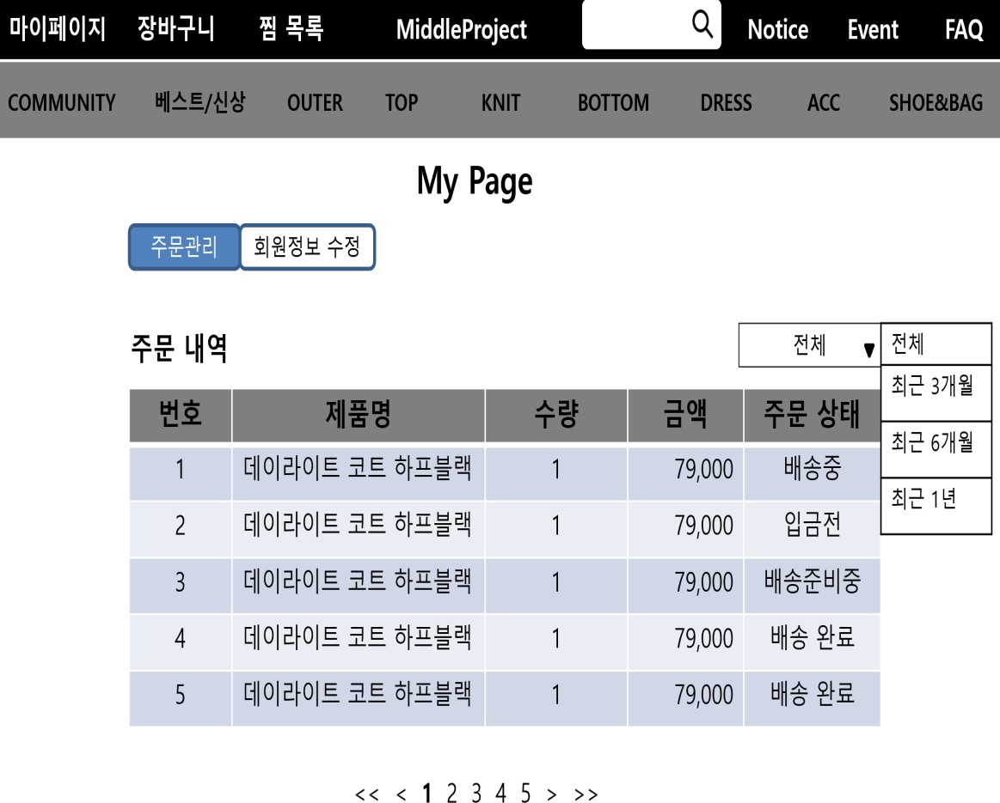 마이페이지 장바구니 찜 목록 MiddleProject Notice Event FAQ
COMMUNITY 베스트/신상 OUTER TOP KNIT BOTTOM DRESS ACC SHOE&BAG
My Page
주문관리 회원정보 수정
주문 내역 전체 ▼ 전체
최근 3개월
최근 6개월
최근 1년
번호 제품명 수량 금액 주문 상태
1 데이라이트 코트 하프블랙 1 79,000 배송중
2 데이라이트 코트 하프블랙 1 79,000 입금전
3 데이라이트 코트 하프블랙 1 79,000 배송준비중
4 데이라이트 코트 하프블랙 1 79,000 배송 완료
5 데이라이트 코트 하프블랙 1 79,000 배송 완료
<< < 1 2 3 4 5 > >>